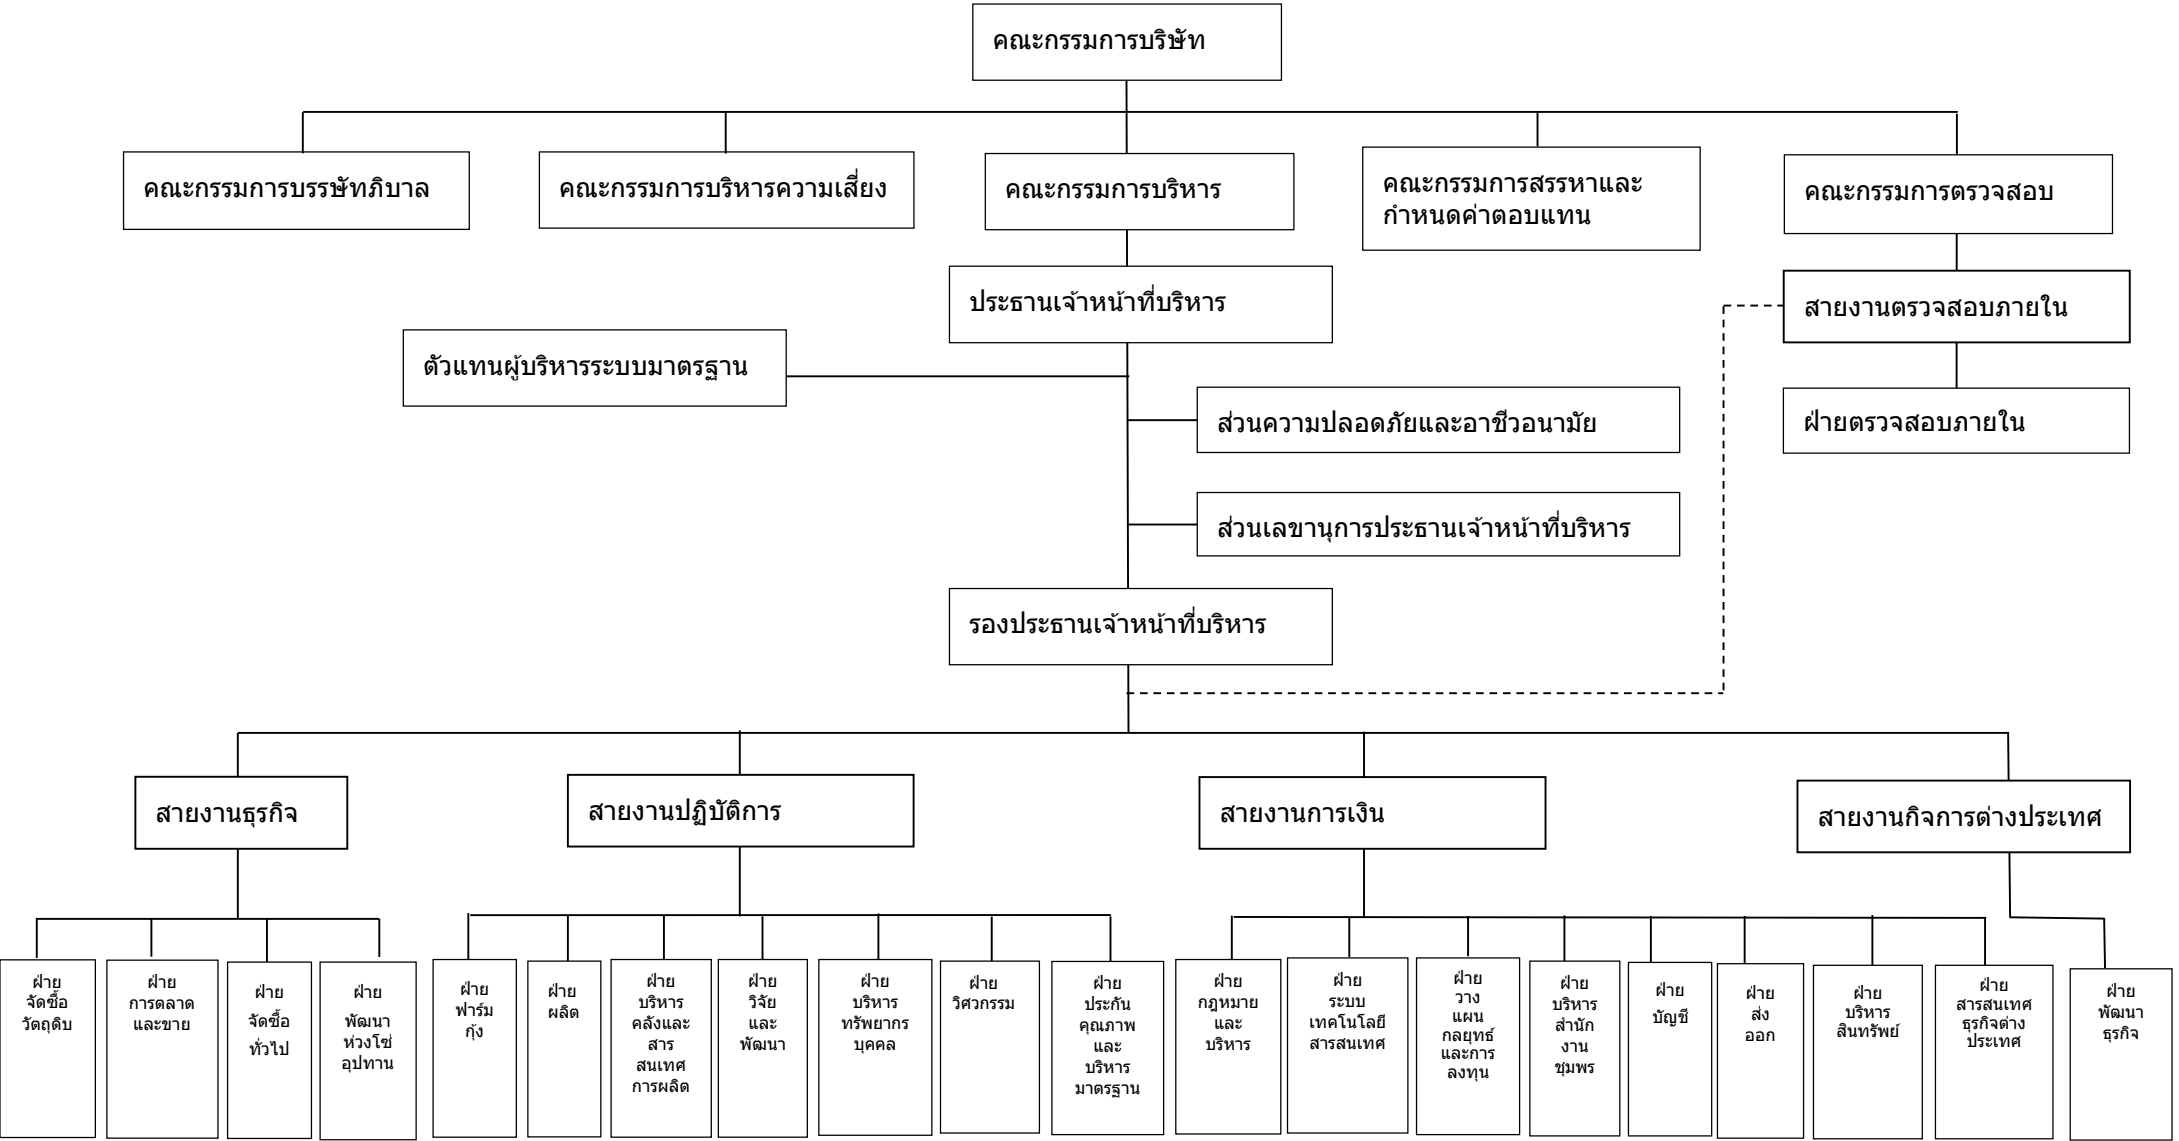 คณะกรรมการบริษัท
คณะกรรมการบรรษัทภิบาล
คณะกรรมการบริหารความเสี่ยง
คณะกรรมการบริหาร
คณะกรรมการสรรหาและ
กำหนดค่าตอบแทน
คณะกรรมการตรวจสอบ
ประธานเจ้าหน้าที่บริหาร
สายงานตรวจสอบภายใน
ตัวแทนผู้บริหารระบบมาตรฐาน
ส่วนความปลอดภัยและอาชีวอนามัย
ฝ่ายตรวจสอบภายใน
ส่วนเลขานุการประธานเจ้าหน้าที่บริหาร
รองประธานเจ้าหน้าที่บริหาร
สายงานธุรกิจ
สายงานปฏิบัติการ
สายงานการเงิน
สายงานกิจการต่างประเทศ
ฝ่าย
จัดซื้อ
วัตถุดิบ
ฝ่าย
การตลาด
และขาย
ฝ่าย
จัดซื้อ
ทั่วไป
ฝ่าย
พัฒนา
ห่วงโซ่
อุปทาน
ฝ่าย
ฟาร์ม
กุ้ง
ฝ่าย
ผลิต
ฝ่าย
บริหาร
คลังและ
สาร
สนเทศ
การผลิต
ฝ่าย
วิจัย
และ
พัฒนา
ฝ่าย
บริหาร
ทรัพยากร
บุคคล
ฝ่าย
วิศวกรรม
ฝ่าย
ประกัน
คุณภาพ
และ
บริหาร
มาตรฐาน
ฝ่าย
กฎหมาย
และ
บริหาร
ฝ่าย
ระบบ
เทคโนโลยี
สารสนเทศ
ฝ่าย
วาง
แผน
กลยุทธ์
และการ
ลงทุน
ฝ่าย
บริหาร
สำนัก
งาน
ชุมพร
ฝ่าย
บัญชี
ฝ่าย
ส่ง
ออก
ฝ่าย
บริหาร
สินทรัพย์
ฝ่าย
สารสนเทศ
ธุรกิจต่าง
ประเทศ
ฝ่าย
พัฒนา
ธุรกิจ